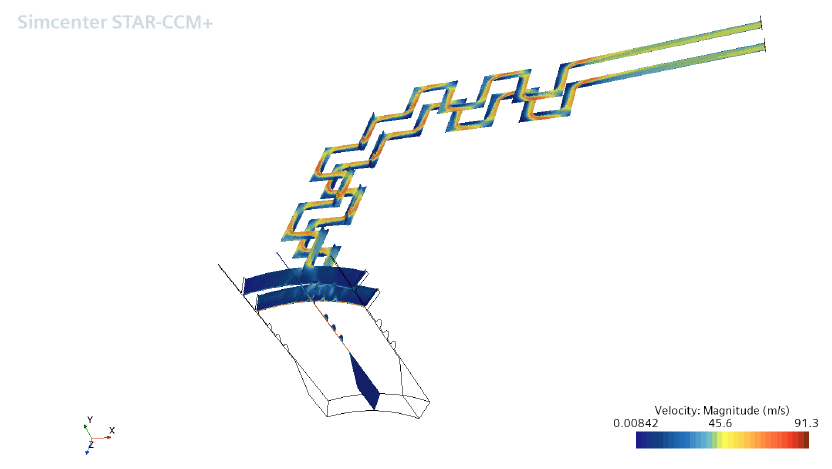 Simcenter STAR-CCM+
Velocity: Magnitude (m/s)
0.00842 45.6 91.3
Y
X
Z